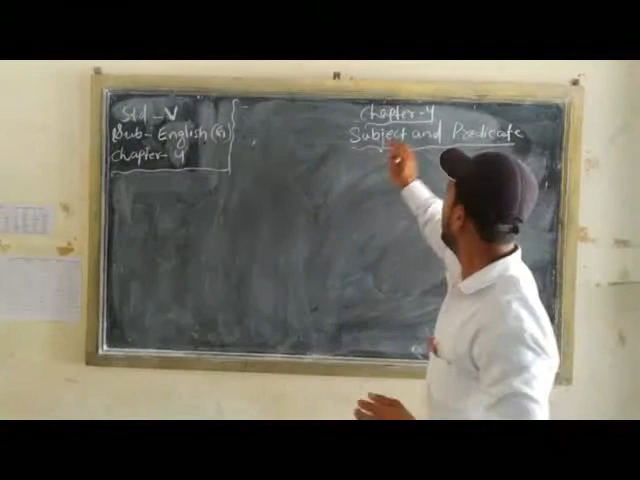 Std - V
Sub - English (G)
Chapter - 4
Chapter - 4
Subject and Predicate